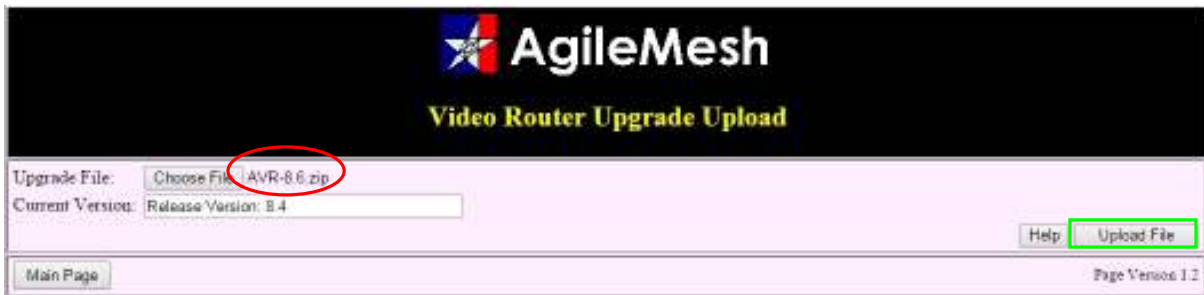 AgileMesh
Video Router Upgrade Upload
Upgrade File: Choose File AVR-8.6.zip
Current Version: Release Version: 8.4
Help Upload File
Main Page Page Version 1.2